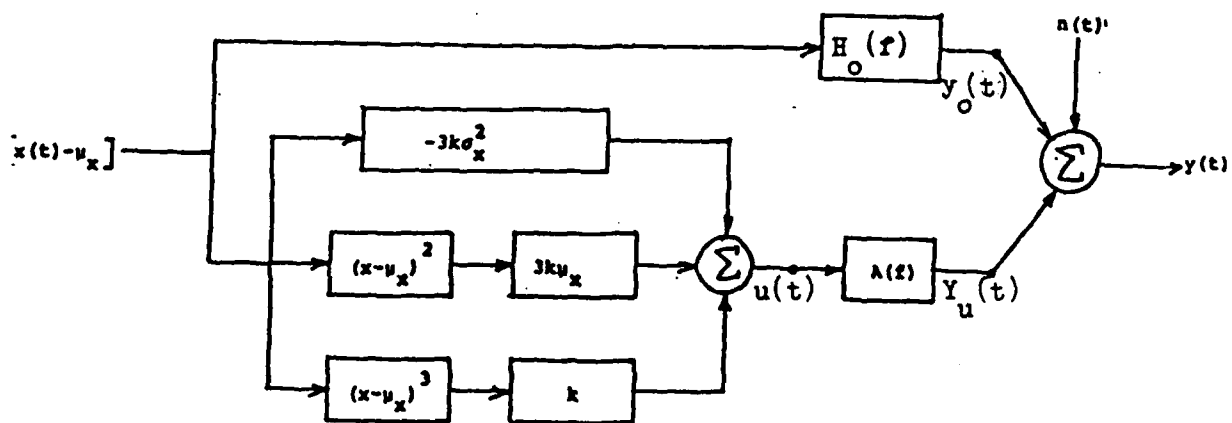 n(t)'
H_o(f)
y_o(t)
-3kσ_x^2
x(t)-μ_x]
Σ
y(t)
(x-μ_x)^2
3kμ_x
Σ
u(t)
A(f)
Y_u(t)
(x-μ_x)^3
k